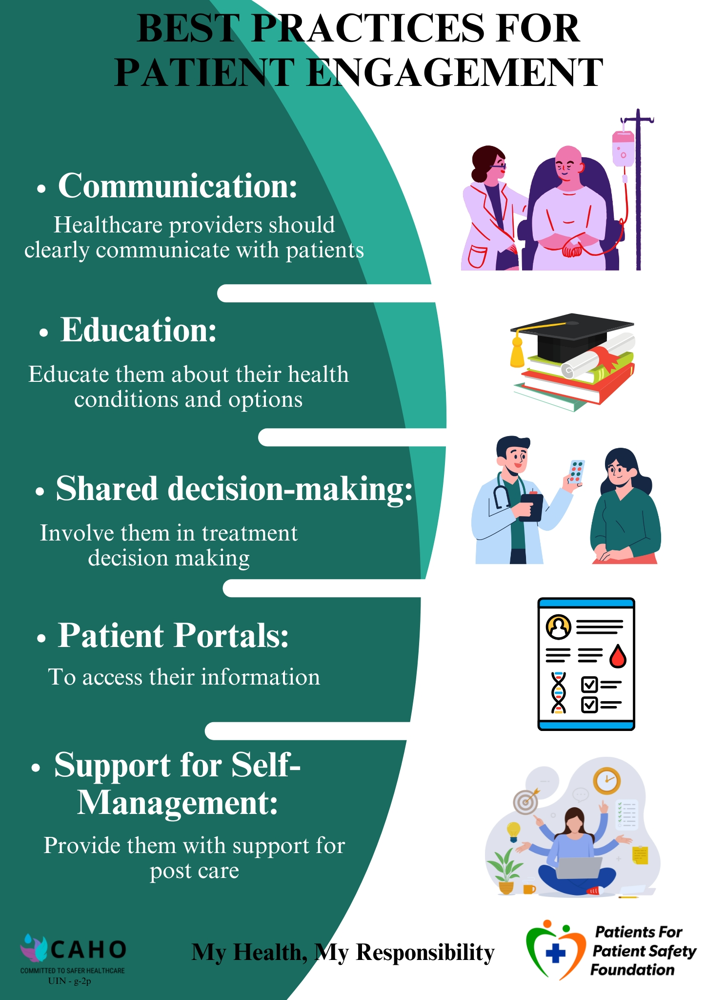 BEST PRACTICES FOR
PATIENT ENGAGEMENT
• Communication:
Healthcare providers should
clearly communicate with patients
• Education:
Educate them about their health
conditions and options
• Shared decision-making:
Involve them in treatment
decision making
• Patient Portals:
To access their information
• Support for Self-
Management:
Provide them with support for
post care
CAHO
COMMITTED TO SAFER HEALTHCARE
UIN - g-2p
My Health, My Responsibility
Patients For
Patient Safety
Foundation